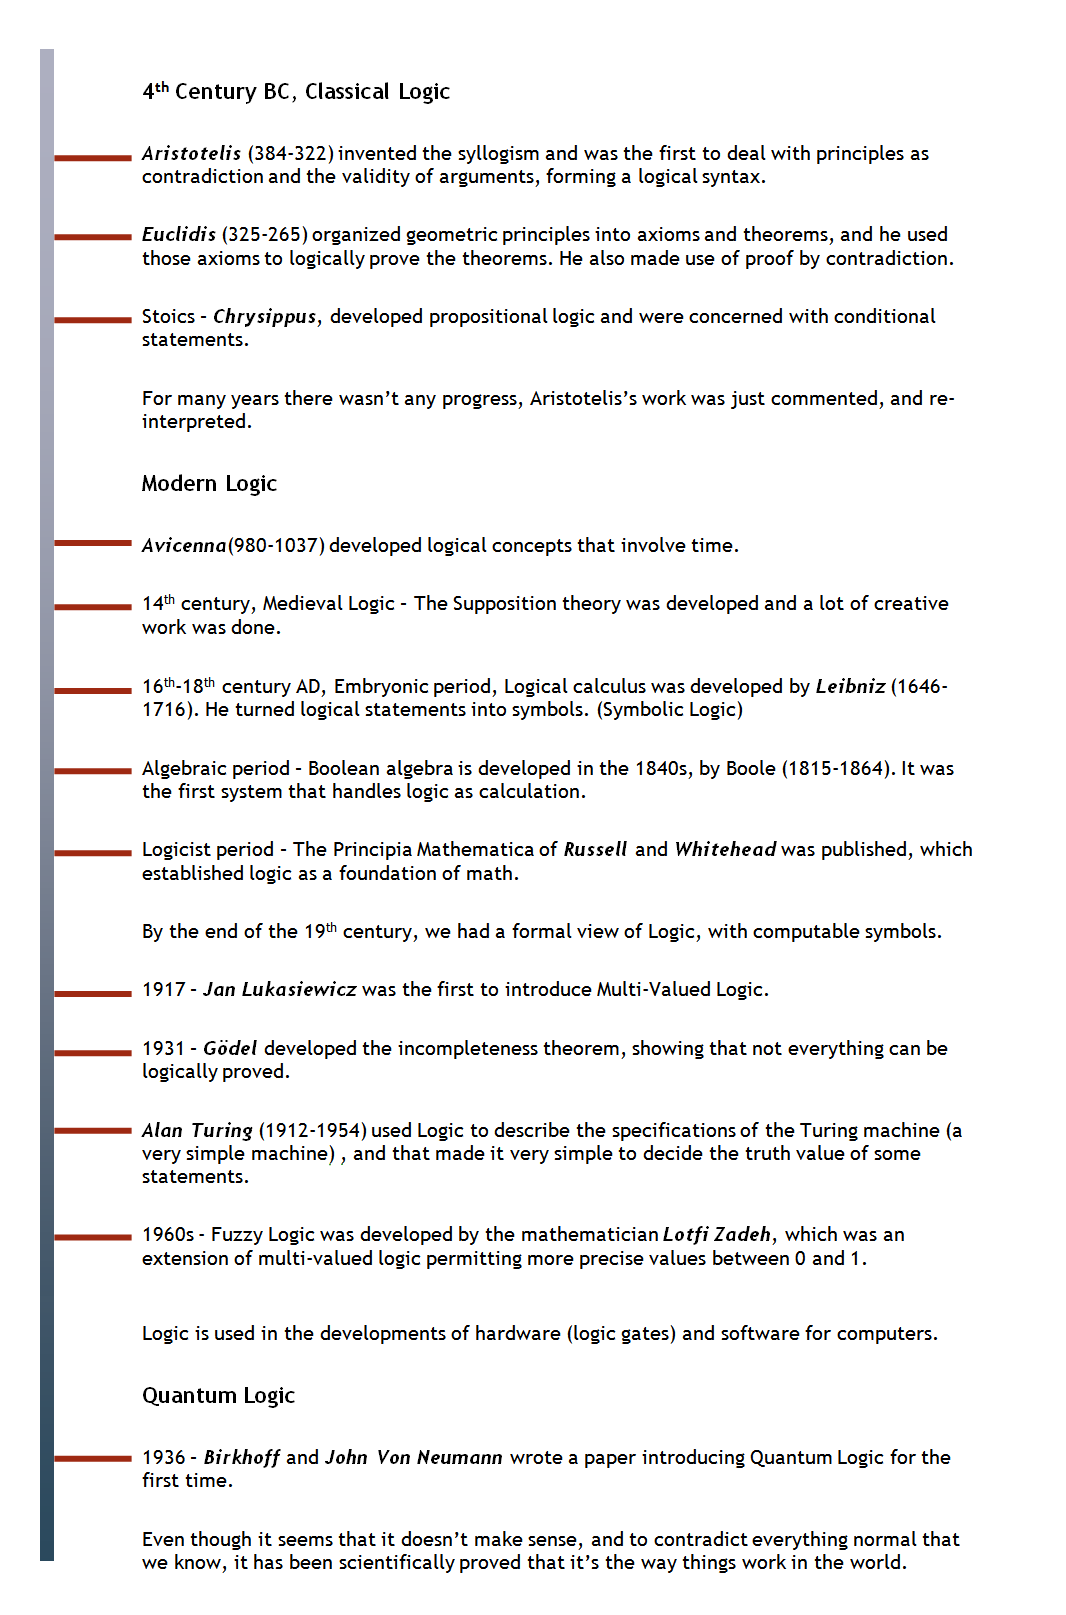 4th Century BC, Classical Logic
Aristotelis (384-322) invented the syllogism and was the first to deal with principles as
contradiction and the validity of arguments, forming a logical syntax.
Euclidis (325-265) organized geometric principles into axioms and theorems, and he used
those axioms to logically prove the theorems. He also made use of proof by contradiction.
Stoics - Chrysippus, developed propositional logic and were concerned with conditional
statements.
For many years there wasn't any progress, Aristotelis's work was just commented, and re-
interpreted.
Modern Logic
Avicenna(980-1037) developed logical concepts that involve time.
14th century, Medieval Logic - The Supposition theory was developed and a lot of creative
work was done.
16th-18th century AD, Embryonic period, Logical calculus was developed by Leibniz (1646-
1716). He turned logical statements into symbols. (Symbolic Logic)
Algebraic period - Boolean algebra is developed in the 1840s, by Boole (1815-1864). It was
the first system that handles logic as calculation.
Logicist period - The Principia Mathematica of Russell and Whitehead was published, which
established logic as a foundation of math.
By the end of the 19th century, we had a formal view of Logic, with computable symbols.
1917 - Jan Lukasiewicz was the first to introduce Multi-Valued Logic.
1931 - Gödel developed the incompleteness theorem, showing that not everything can be
logically proved.
Alan Turing (1912-1954) used Logic to describe the specifications of the Turing machine (a
very simple machine) , and that made it very simple to decide the truth value of some
statements.
1960s - Fuzzy Logic was developed by the mathematician Lotfi Zadeh, which was an
extension of multi-valued logic permitting more precise values between 0 and 1.
Logic is used in the developments of hardware (logic gates) and software for computers.
Quantum Logic
1936 - Birkhoff and John Von Neumann wrote a paper introducing Quantum Logic for the
first time.
Even though it seems that it doesn't make sense, and to contradict everything normal that
we know, it has been scientifically proved that it's the way things work in the world.